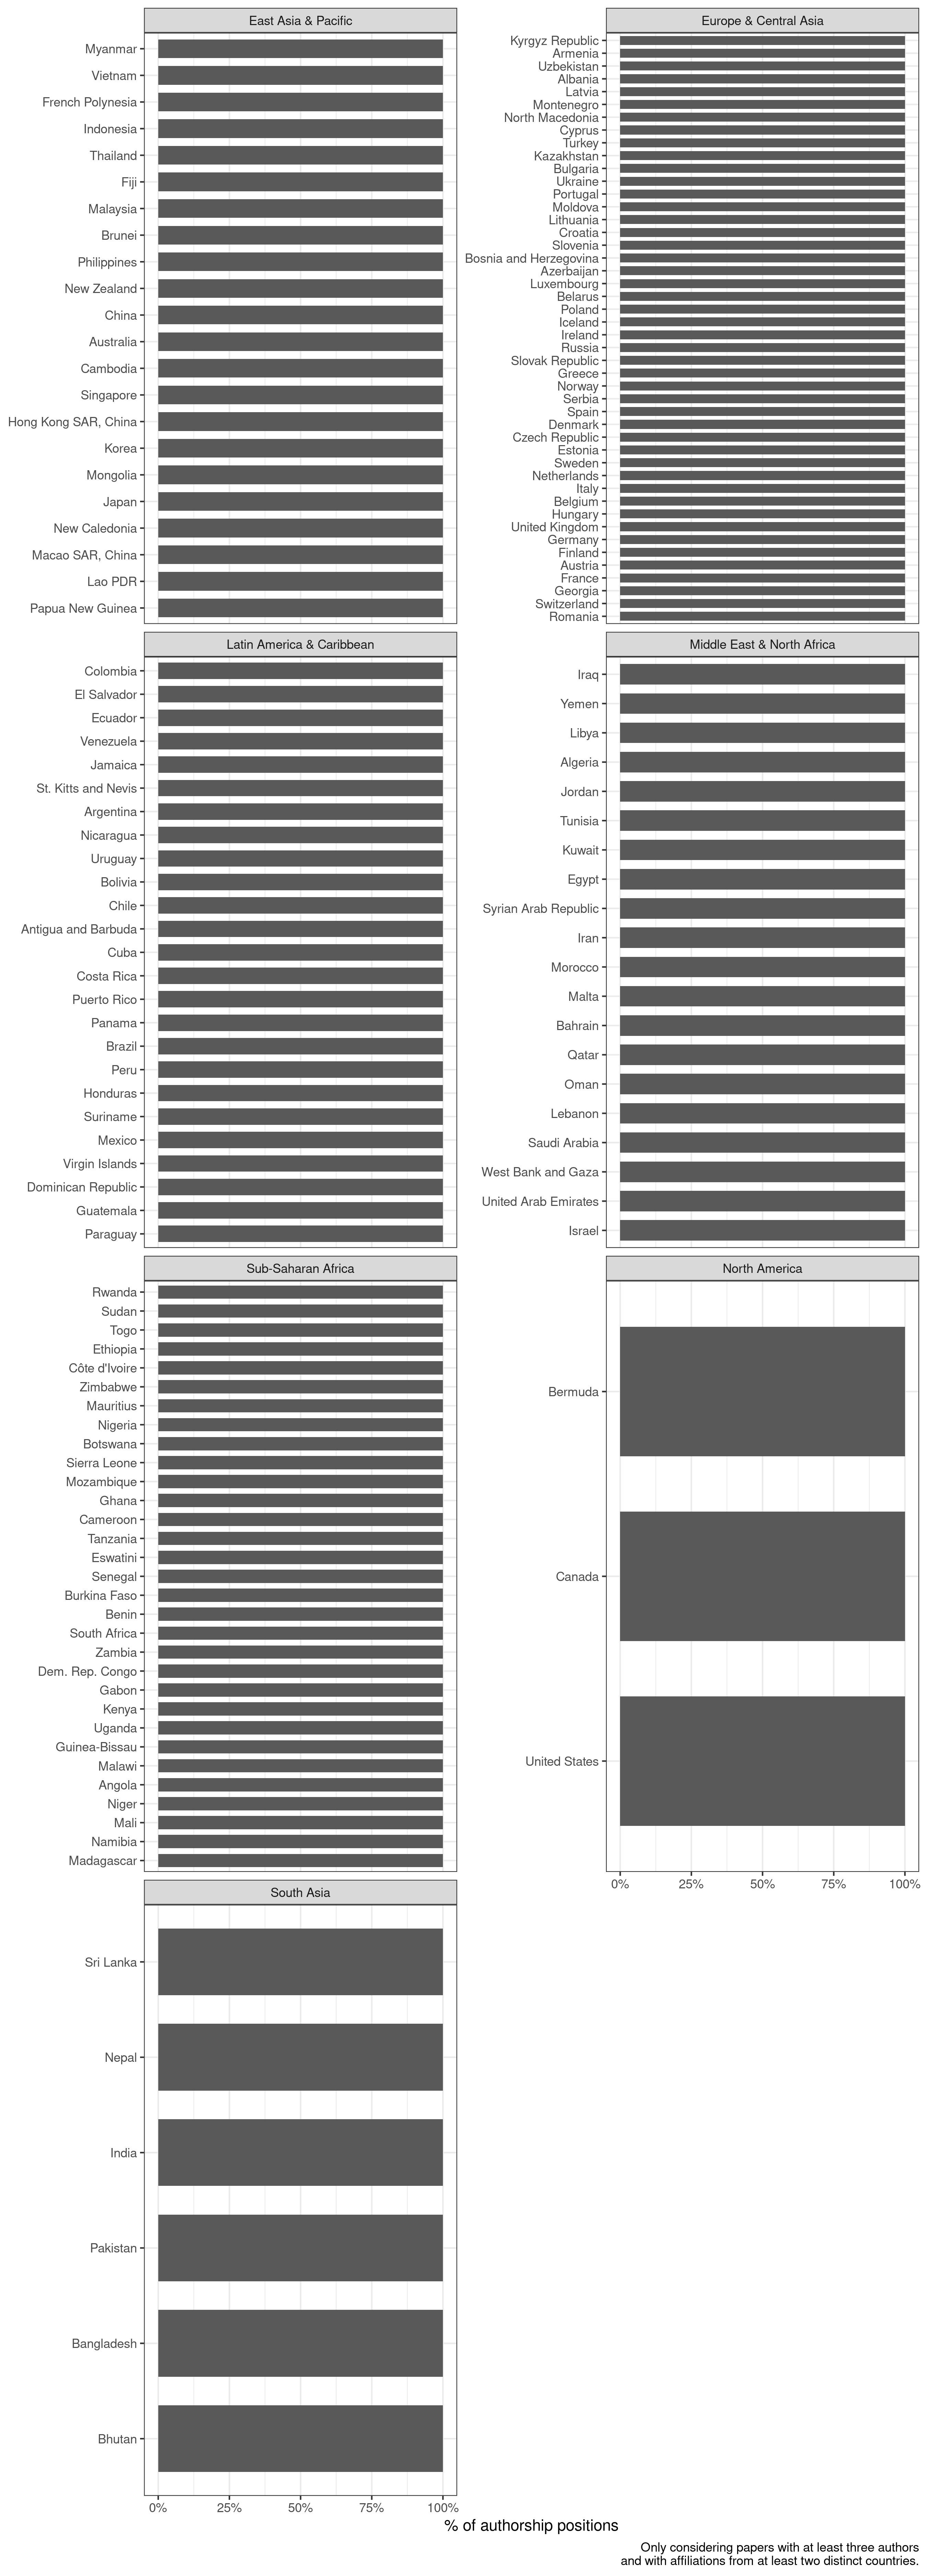 East Asia & Pacific
Myanmar
Vietnam
French Polynesia
Indonesia
Thailand
Fiji
Malaysia
Brunei
Philippines
New Zealand
China
Australia
Cambodia
Singapore
Hong Kong SAR, China
Korea
Mongolia
Japan
New Caledonia
Macao SAR, China
Lao PDR
Papua New Guinea
Europe & Central Asia
Kyrgyz Republic
Armenia
Uzbekistan
Albania
Latvia
Montenegro
North Macedonia
Cyprus
Turkey
Kazakhstan
Bulgaria
Ukraine
Portugal
Moldova
Lithuania
Croatia
Slovenia
Bosnia and Herzegovina
Azerbaijan
Luxembourg
Belarus
Poland
Iceland
Ireland
Russia
Slovak Republic
Greece
Norway
Serbia
Spain
Denmark
Czech Republic
Estonia
Sweden
Netherlands
Italy
Belgium
Hungary
United Kingdom
Germany
Finland
Austria
France
Georgia
Switzerland
Romania
Latin America & Caribbean
Colombia
El Salvador
Ecuador
Venezuela
Jamaica
St. Kitts and Nevis
Argentina
Nicaragua
Uruguay
Bolivia
Chile
Antigua and Barbuda
Cuba
Costa Rica
Puerto Rico
Panama
Brazil
Peru
Honduras
Suriname
Mexico
Virgin Islands
Dominican Republic
Guatemala
Paraguay
Middle East & North Africa
Iraq
Yemen
Libya
Algeria
Jordan
Tunisia
Kuwait
Egypt
Syrian Arab Republic
Iran
Morocco
Malta
Bahrain
Qatar
Oman
Lebanon
Saudi Arabia
West Bank and Gaza
United Arab Emirates
Israel
Sub-Saharan Africa
Rwanda
Sudan
Togo
Ethiopia
Côte d'Ivoire
Zimbabwe
Mauritius
Nigeria
Botswana
Sierra Leone
Mozambique
Ghana
Cameroon
Tanzania
Eswatini
Senegal
Burkina Faso
Benin
South Africa
Zambia
Dem. Rep. Congo
Gabon
Kenya
Uganda
Guinea-Bissau
Malawi
Angola
Niger
Mali
Namibia
Madagascar
North America
Bermuda
Canada
United States
0% 25% 50% 75% 100%
South Asia
Sri Lanka
Nepal
India
Pakistan
Bangladesh
Bhutan
0% 25% 50% 75% 100%
% of authorship positions
Only considering papers with at least three authors
and with affiliations from at least two distinct countries.